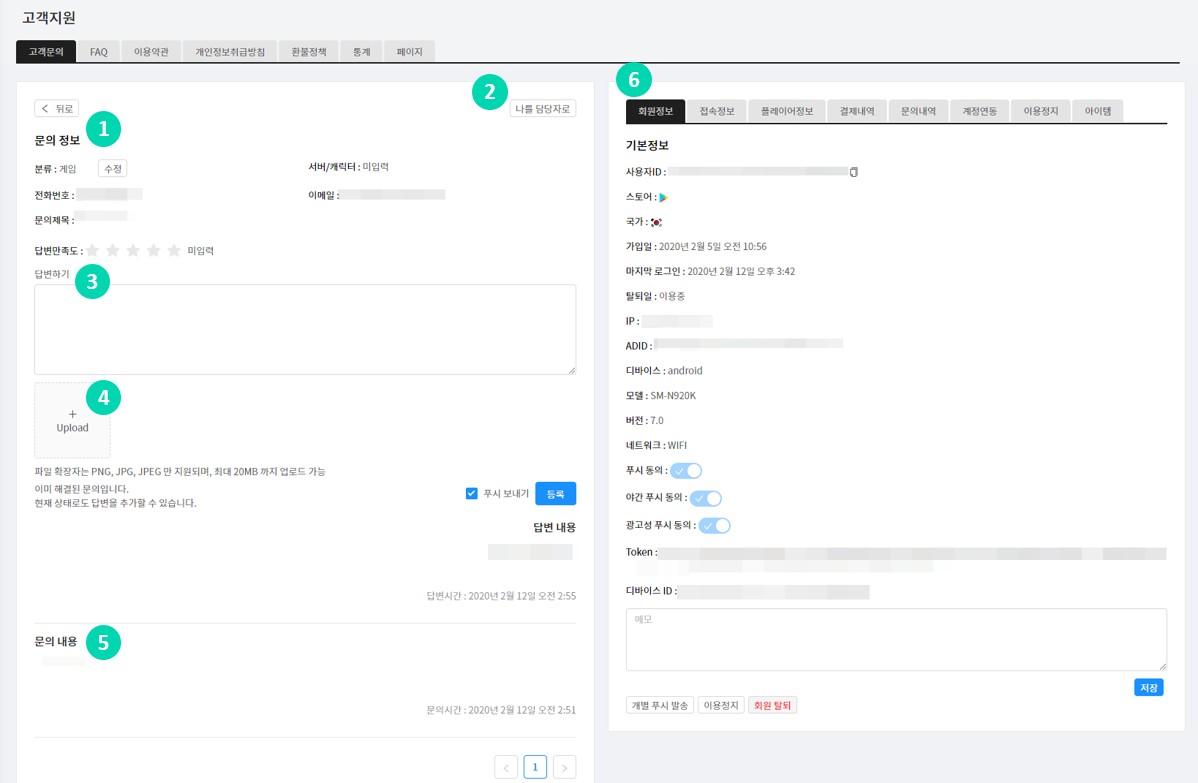 고객지원
고객문의 FAQ 이용약관 개인정보취급방침 환불정책 통계 페이지
< 뒤로
2
나를 담당자로
1
문의 정보
분류 : 게임 수정
서버/캐릭터 : 미입력
전화번호 :
이메일 :
문의제목 :
답변만족도 : 미입력
답변하기
3
4
+
Upload
파일 확장자는 PNG, JPG, JPEG 만 지원되며, 최대 20MB 까지 업로드 가능
이미 해결된 문의입니다.
현재 상태로도 답변을 추가할 수 있습니다.
푸시 보내기 등록
답변 내용
답변시간 : 2020년 2월 12일 오전 2:55
문의 내용
5
문의시간 : 2020년 2월 12일 오전 2:51
< 1 >
6
회원정보 접속정보 플레이어정보 결제내역 문의내역 계정연동 이용정지 아이템
기본정보
사용자ID :
스토어 :
국가 :
가입일 : 2020년 2월 5일 오전 10:56
마지막 로그인 : 2020년 2월 12일 오후 3:42
탈퇴일 : 이용중
IP :
ADID :
디바이스 : android
모델 : SM-N920K
버전 : 7.0
네트워크 : WIFI
푸시 동의 :
야간 푸시 동의 :
광고성 푸시 동의 :
Token :
디바이스 ID :
메모
저장
개별 푸시 발송 이용정지 회원 탈퇴